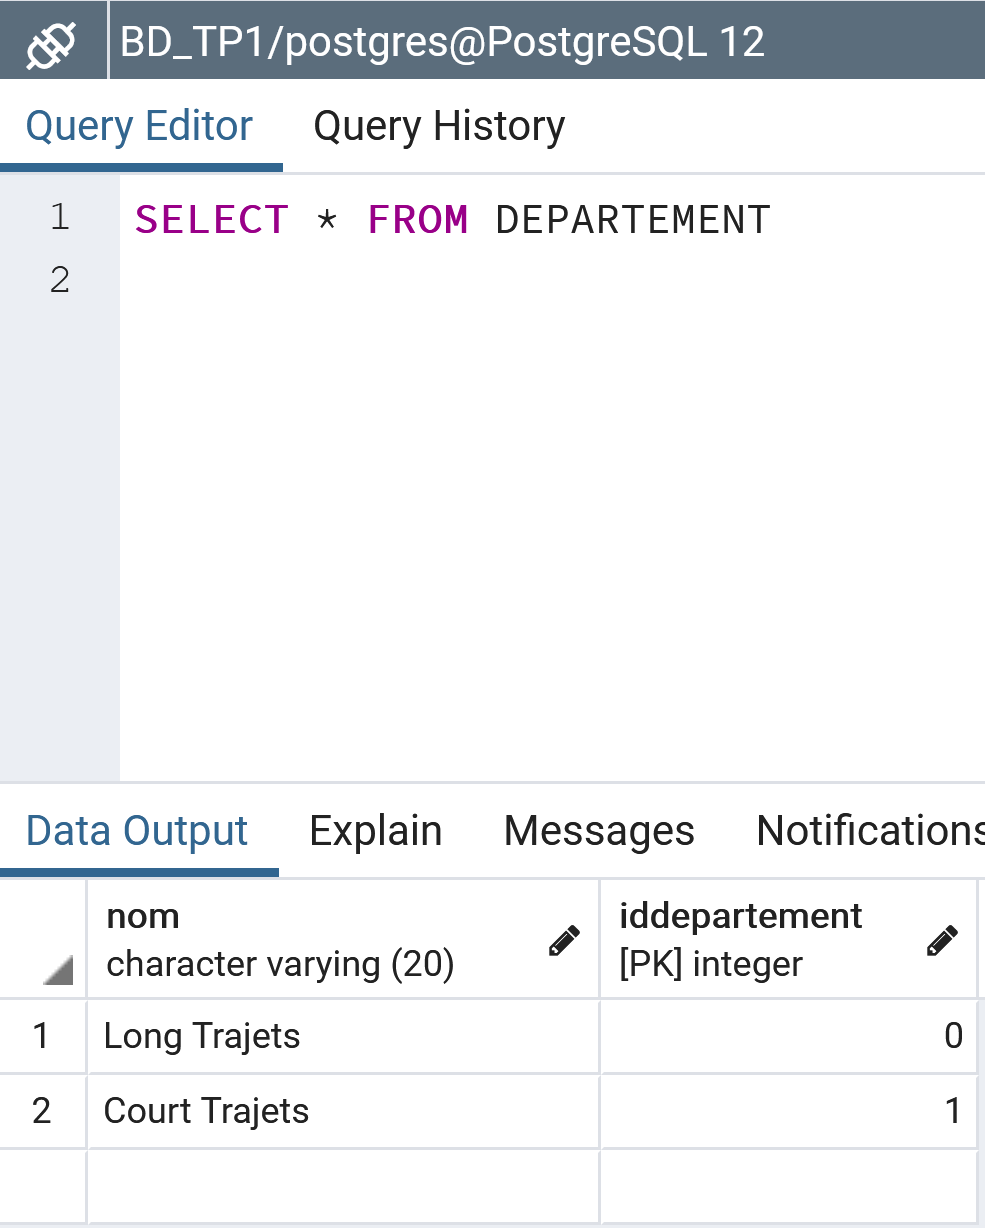 BD_TP1/postgres@PostgreSQL 12
Query Editor Query History
1 SELECT * FROM DEPARTEMENT
2
Data Output Explain Messages Notifications
nom iddepartement
character varying (20) [PK] integer
1 Long Trajets 0
2 Court Trajets 1